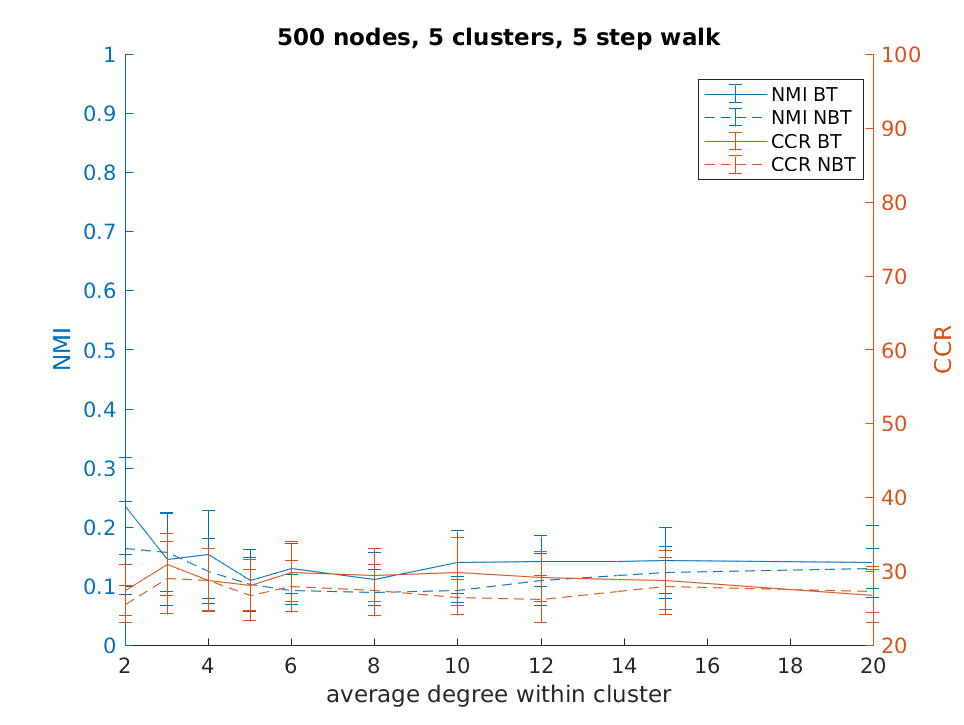 500 nodes, 5 clusters, 5 step walk
1
0.9
0.8
0.7
0.6
0.5
0.4
0.3
0.2
0.1
0
NMI
100
90
80
70
60
50
40
30
20
CCR
NMI BT
NMI NBT
CCR BT
CCR NBT
2 4 6 8 10 12 14 16 18 20
average degree within cluster